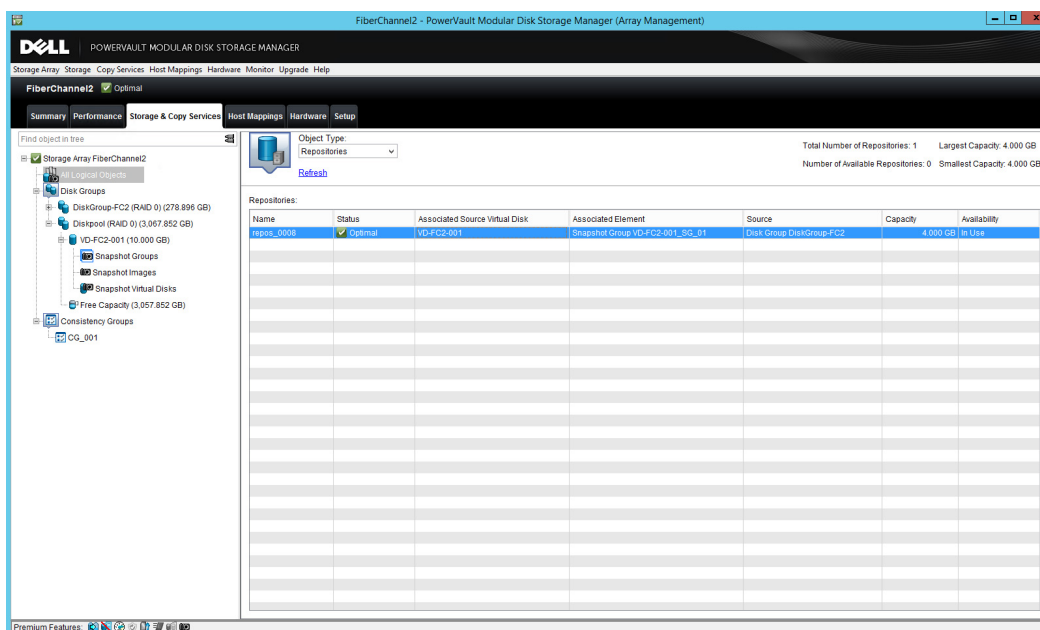 FiberChannel2 - PowerVault Modular Disk Storage Manager (Array Management)
DELL POWERVAULT MODULAR DISK STORAGE MANAGER
Storage Array Storage Copy Services Host Mappings Hardware Monitor Upgrade Help
FiberChannel2 Optimal
Summary Performance Storage & Copy Services Host Mappings Hardware Setup
Find object in tree
Storage Array FiberChannel2
All Logical Objects
Disk Groups
DiskGroup-FC2 (RAID 0) (278.896 GB)
Diskpool (RAID 0) (3,067.852 GB)
VD-FC2-001 (10.000 GB)
Snapshot Groups
Snapshot Images
Snapshot Virtual Disks
Free Capacity (3,057.852 GB)
Consistency Groups
CG_001
Object Type:
Repositories
Refresh
Total Number of Repositories: 1 Largest Capacity: 4.000 GB
Number of Available Repositories: 0 Smallest Capacity: 4.000 GB
Repositories:
Name Status Associated Source Virtual Disk Associated Element Source Capacity Availability
repos_0008 Optimal VD-FC2-001 Snapshot Group VD-FC2-001_SG_01 Disk Group DiskGroup-FC2 4.000 GB In Use
Premium Features: